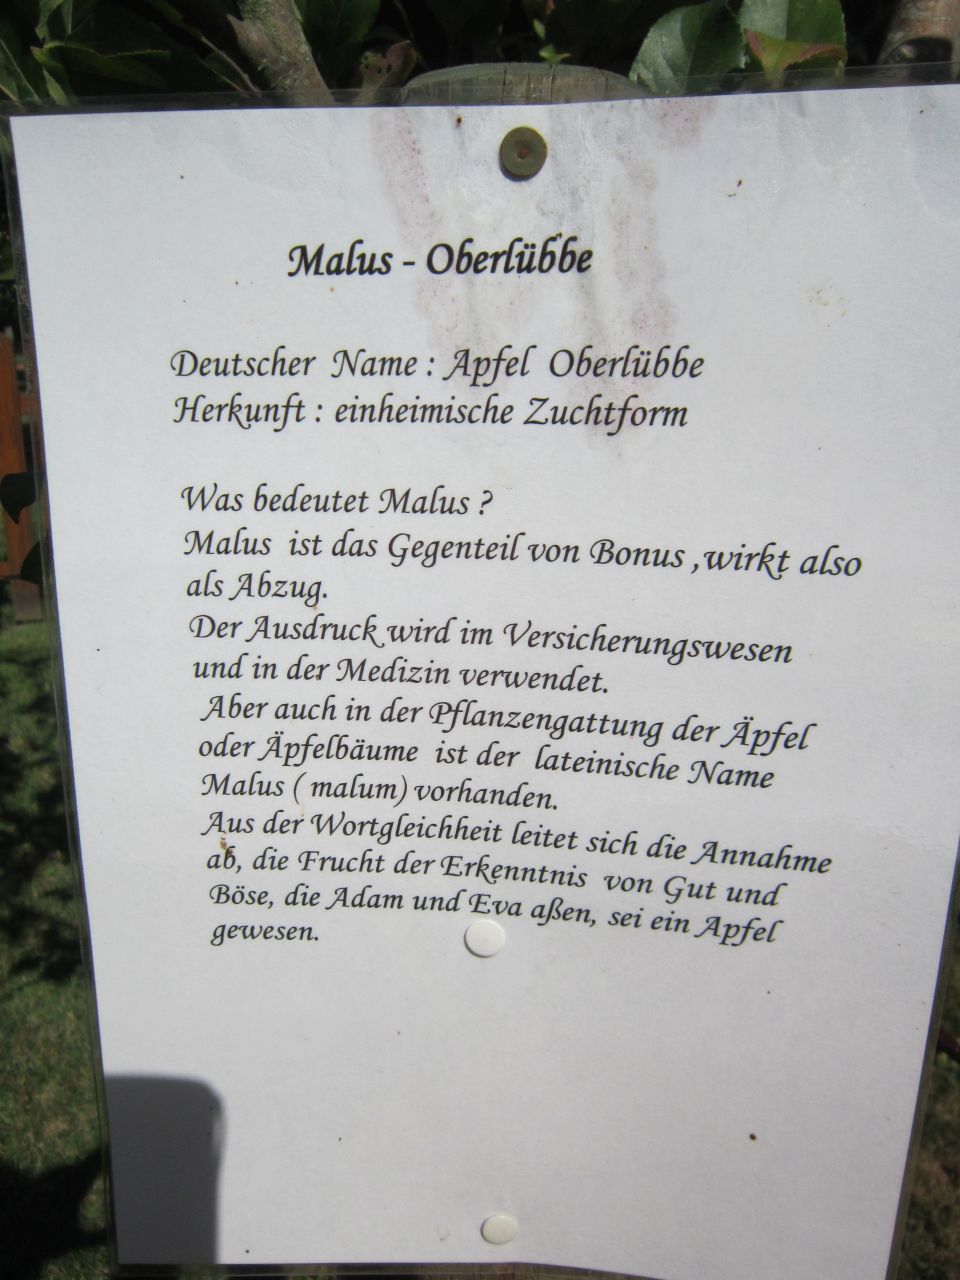 Malus - Oberlübbe
Deutscher Name : Apfel Oberlübbe
Herkunft : einheimische Zuchtform
Was bedeutet Malus ?
Malus ist das Gegenteil von Bonus ,wirkt also
als Abzug.
Der Ausdruck wird im Versicherungswesen
und in der Medizin verwendet.
Aber auch in der Pflanzengattung der Äpfel
oder Äpfelbäume ist der lateinische Name
Malus ( malum) vorhanden.
Aus der Wortgleichheit leitet sich die Annahme
ab, die Frucht der Erkenntnis von Gut und
Böse, die Adam und Eva aßen, sei ein Apfel
gewesen.